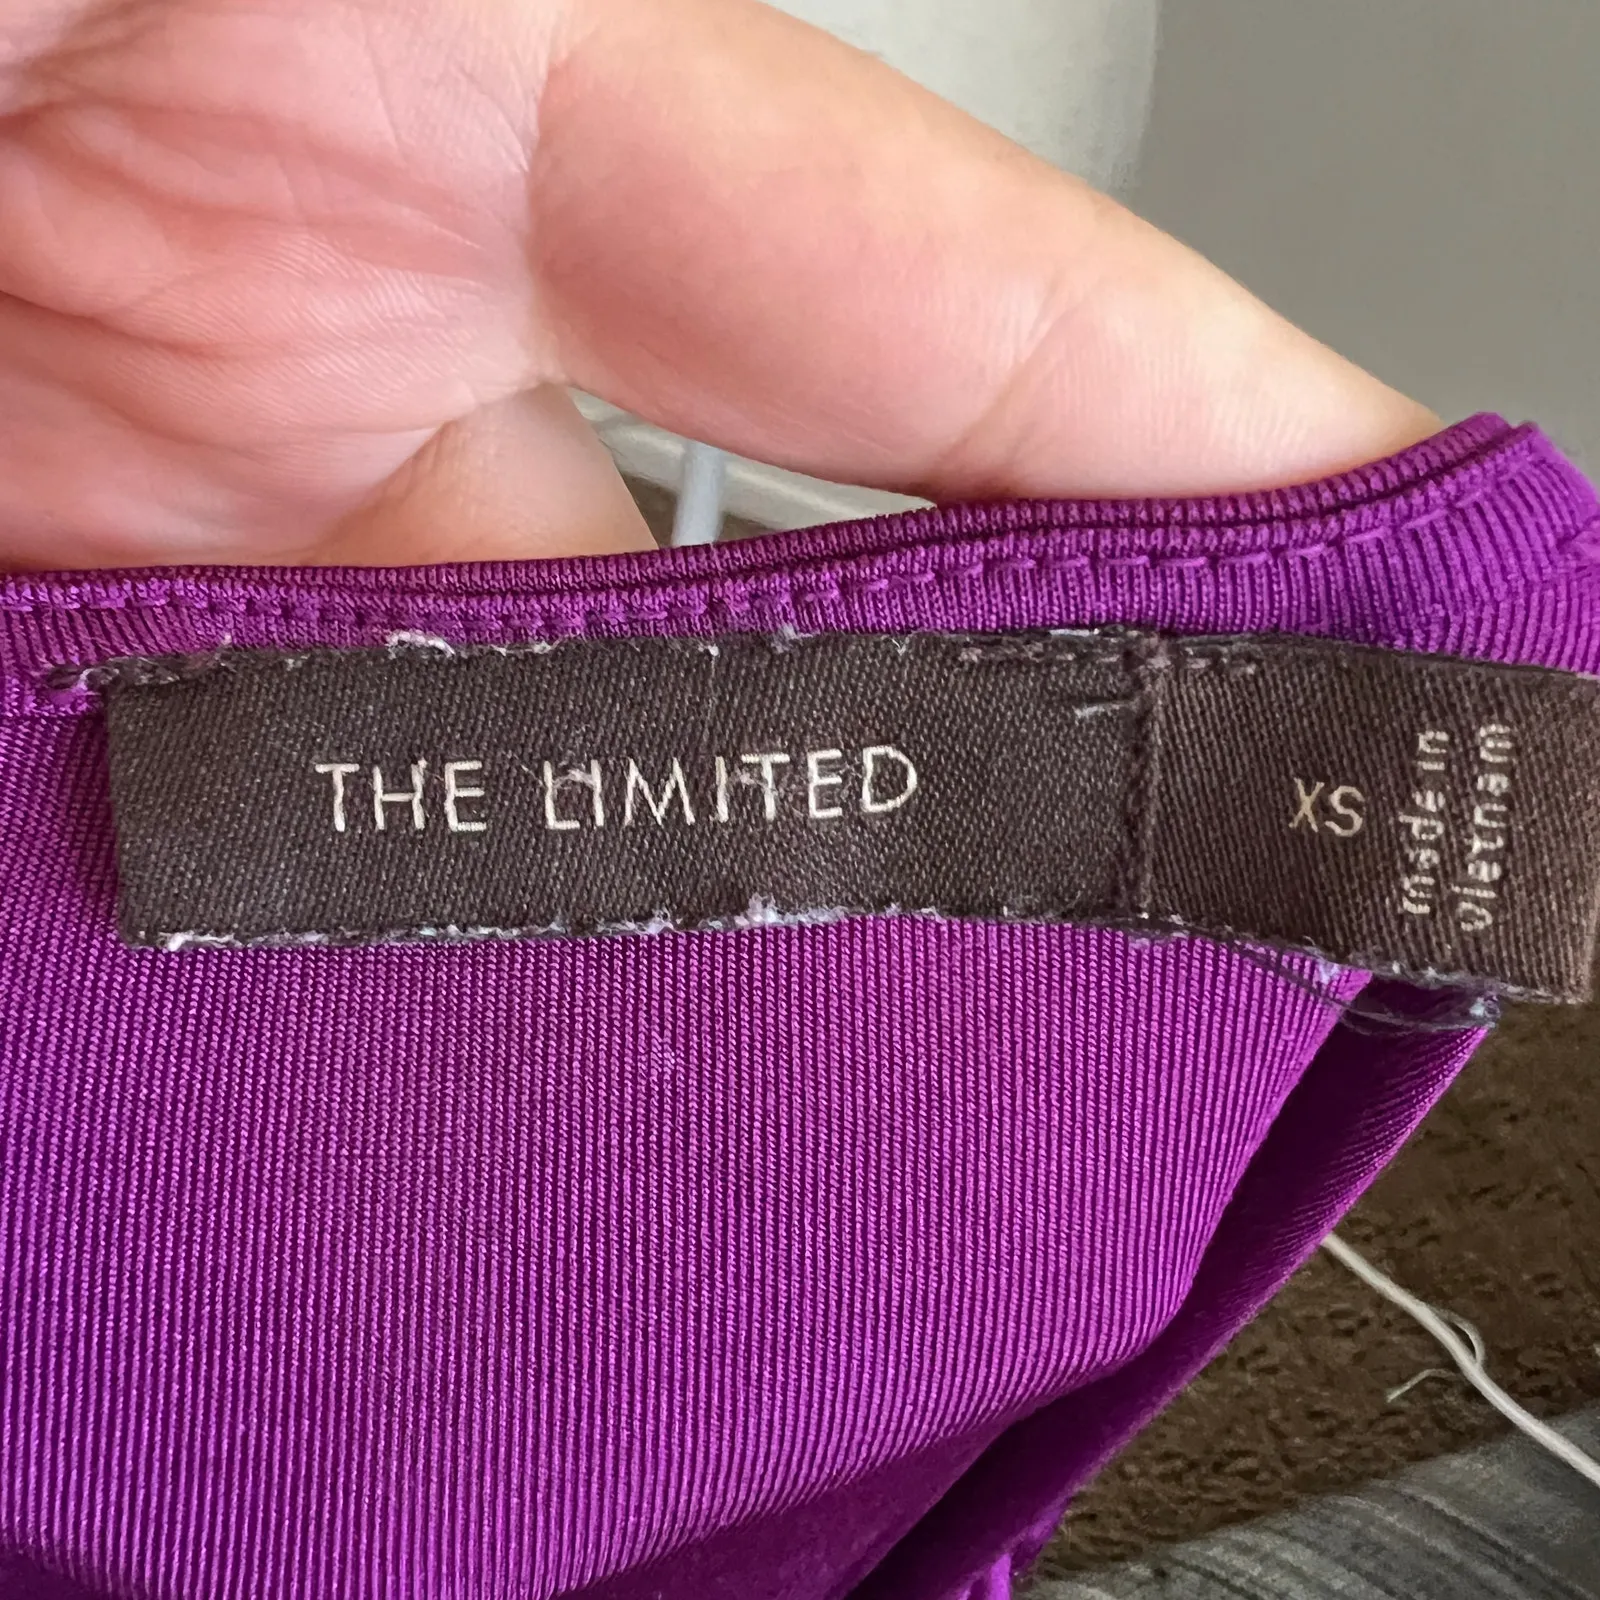 THE LIMITED
XS
made in
vietnam